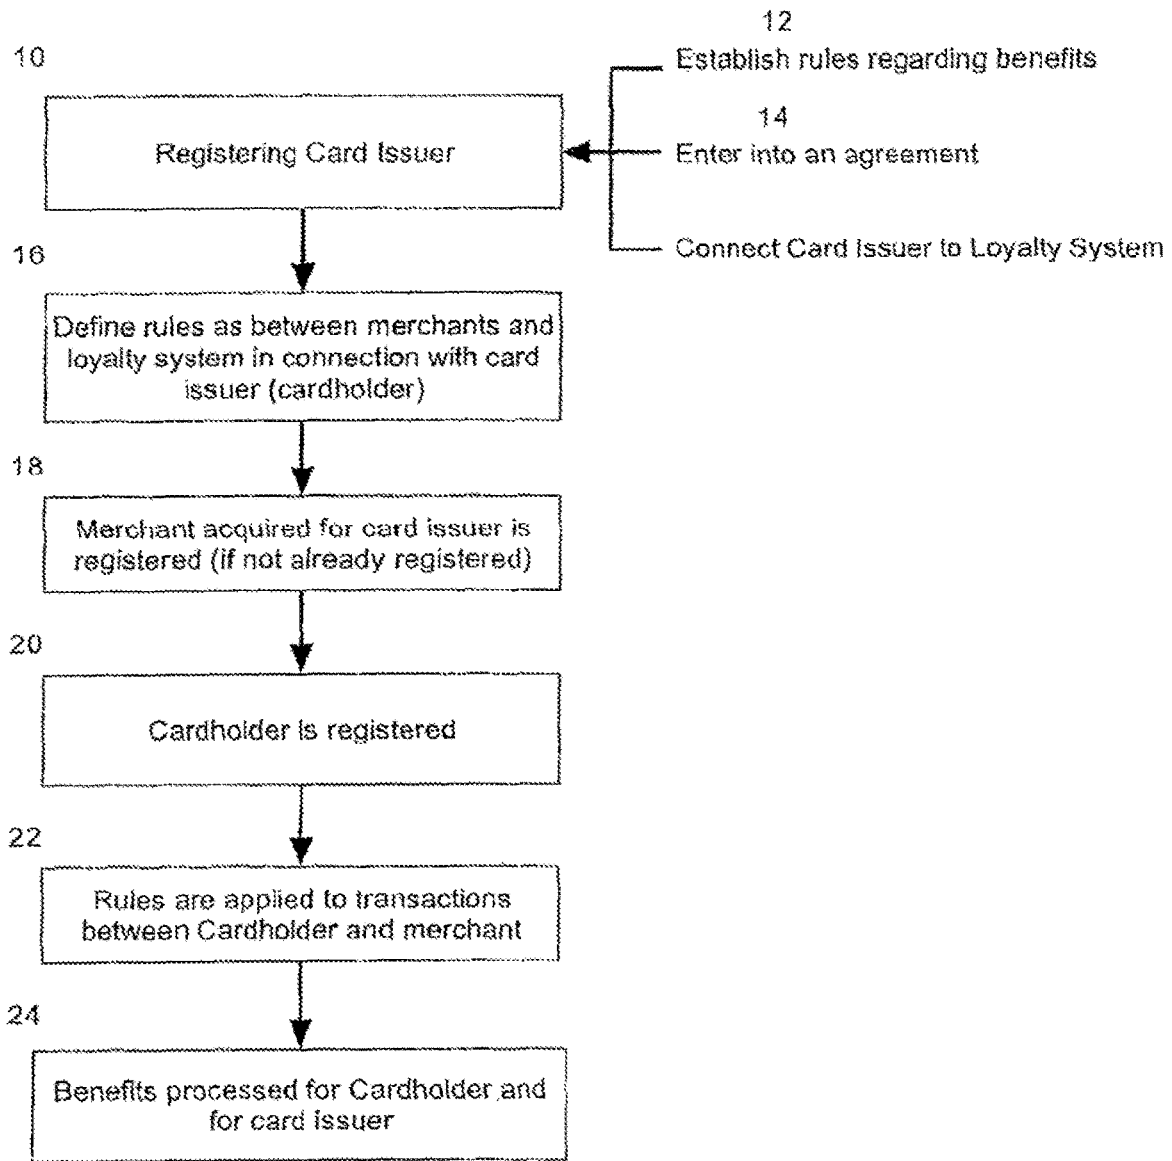 12
10
Establish rules regarding benefits
14
Registering Card Issuer
Enter into an agreement
Connect Card Issuer to Loyalty System
16
Define rules as between merchants and
loyalty system in connection with card
issuer (cardholder)
18
Merchant acquired for card issuer is
registered (if not already registered)
20
Cardholder is registered
22
Rules are applied to transactions
between Cardholder and merchant
24
Benefits processed for Cardholder and
for card issuer